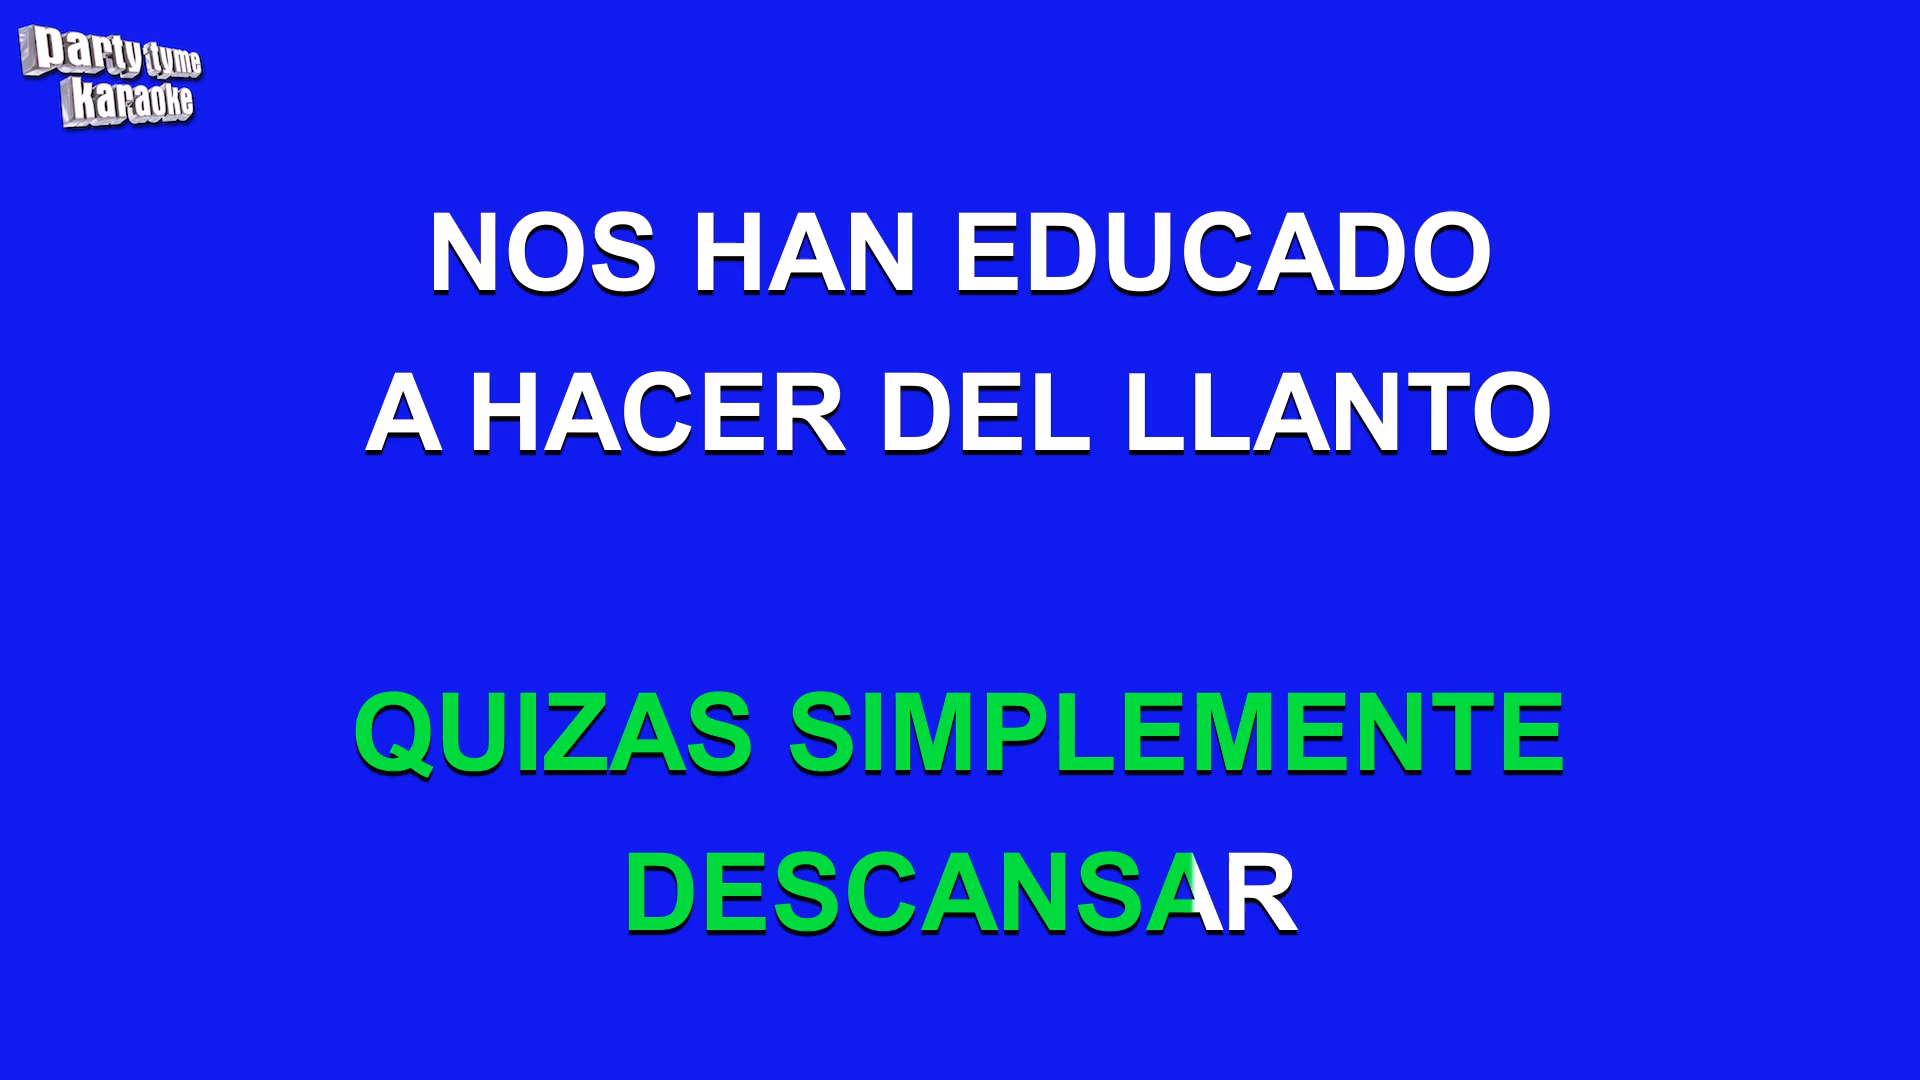 party tyme
karaoke
NOS HAN EDUCADO
A HACER DEL LLANTO
QUIZAS SIMPLEMENTE
DESCANSAR